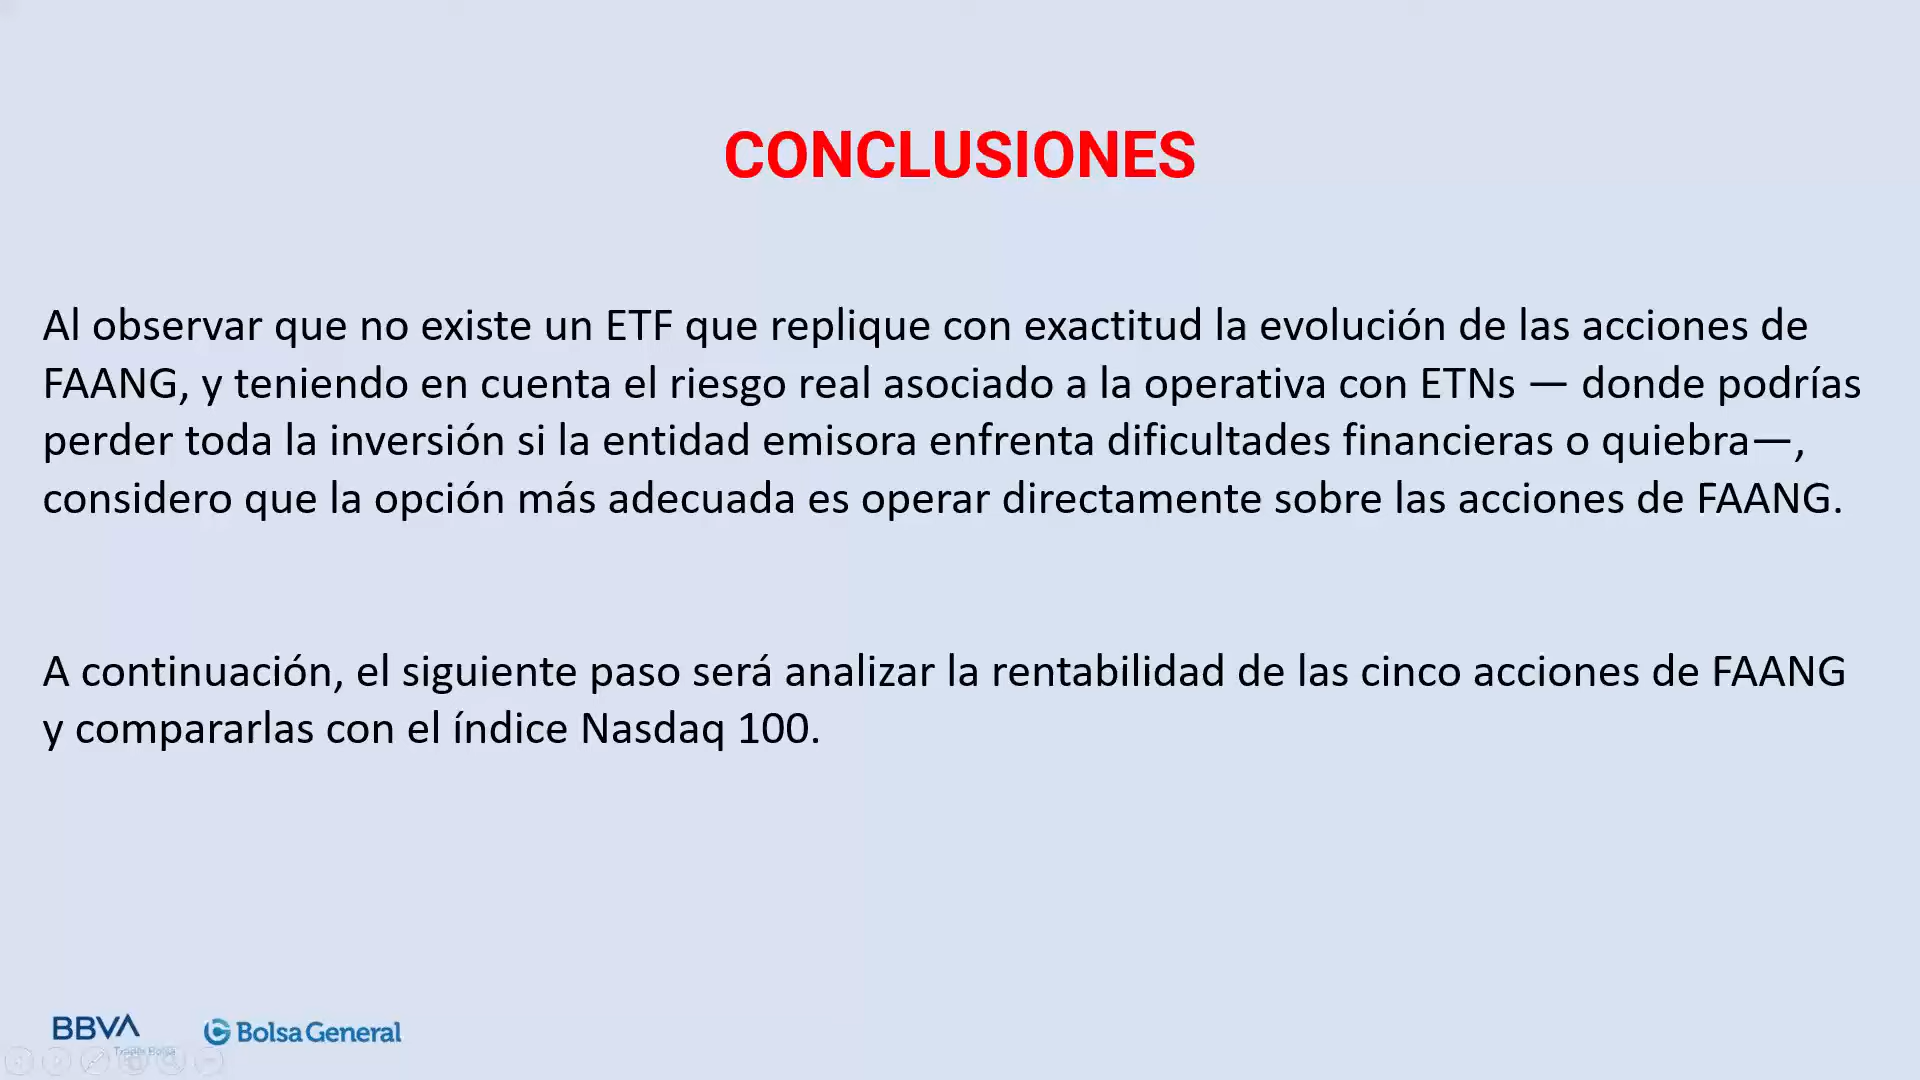 CONCLUSIONES
Al observar que no existe un ETF que replique con exactitud la evolución de las acciones de
FAANG, y teniendo en cuenta el riesgo real asociado a la operativa con ETNs — donde podrías
perder toda la inversión si la entidad emisora enfrenta dificultades financieras o quiebra—,
considero que la opción más adecuada es operar directamente sobre las acciones de FAANG.
A continuación, el siguiente paso será analizar la rentabilidad de las cinco acciones de FAANG
y compararlas con el índice Nasdaq 100.
BBVA
Bolsa General